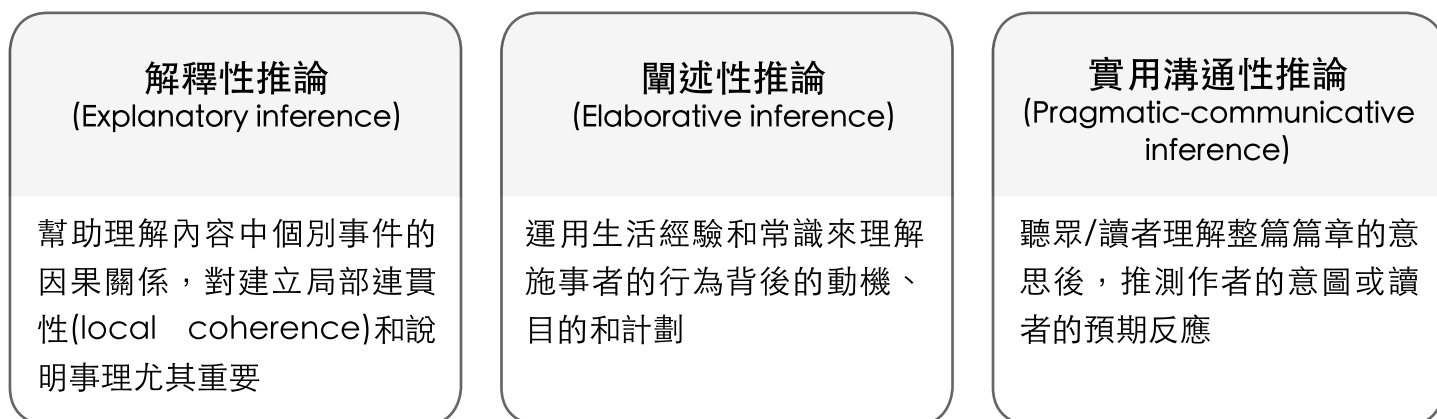 解釋性推論
(Explanatory inference)
幫助理解內容中個別事件的
因果關係，對建立局部連貫
性(local coherence)和說
明事理尤其重要
闡述性推論
(Elaborative inference)
運用生活經驗和常識來理解
施事者的行為背後的動機、
目的和計劃
實用溝通性推論
(Pragmatic-communicative
inference)
聽眾/讀者理解整篇篇章的意
思後，推測作者的意圖或讀
者的預期反應